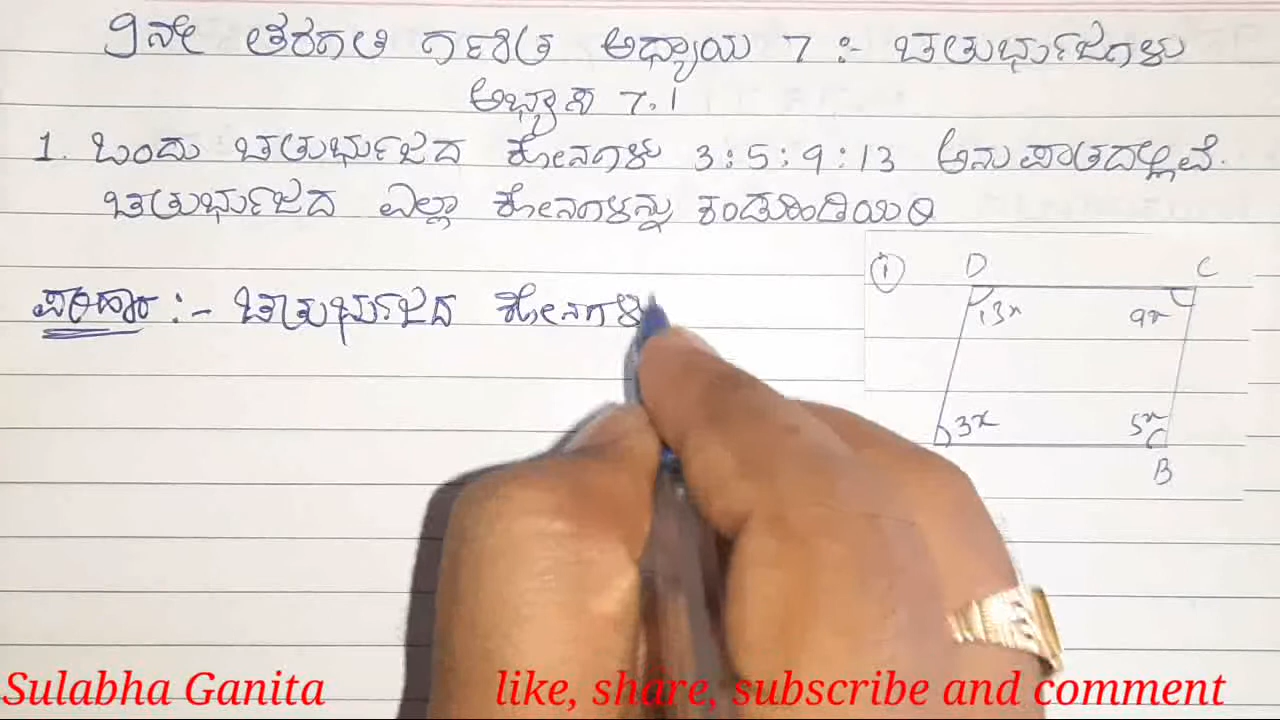 9ನೇ ತರಗತಿ ಗಣಿತ ಅಧ್ಯಾಯ 7 :- ಚತುರ್ಭುಜಗಳು
ಅಭ್ಯಾಸ 7.1
1. ಒಂದು ಚತುರ್ಭುಜದ ಕೋನಗಳು 3:5:9:13 ಅನುಪಾತದಲ್ಲಿವೆ.
ಚತುರ್ಭುಜದ ಎಲ್ಲಾ ಕೋನಗಳನ್ನು ಕಂಡುಹಿಡಿಯಿರಿ
ಪರಿಹಾರ :- ಚತುರ್ಭುಜದ ಕೋನಗಳು
1 D C
13x 9x
3x 5x
B
Sulabha Ganita like, share, subscribe and comment